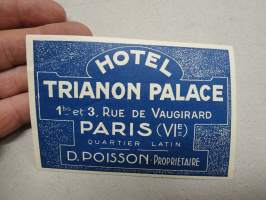 HOTEL
TRIANON PALACE
1bis et 3, RUE DE VAUGIRARD
PARIS (VIE)
QUARTIER LATIN
D. POISSON - PROPRIÉTAIRE